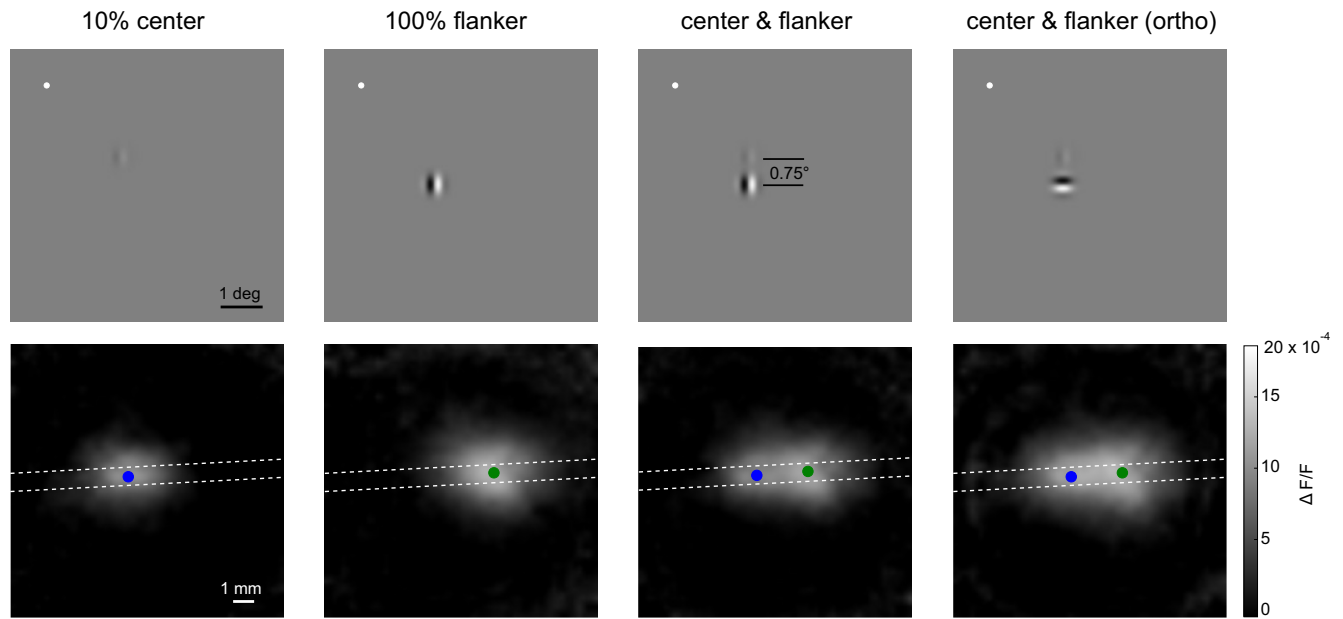 10% center
100% flanker
center & flanker
center & flanker (ortho)
0.75°
1 deg
1 mm
20 x 10⁻⁴
15
10
5
0
Δ F/F